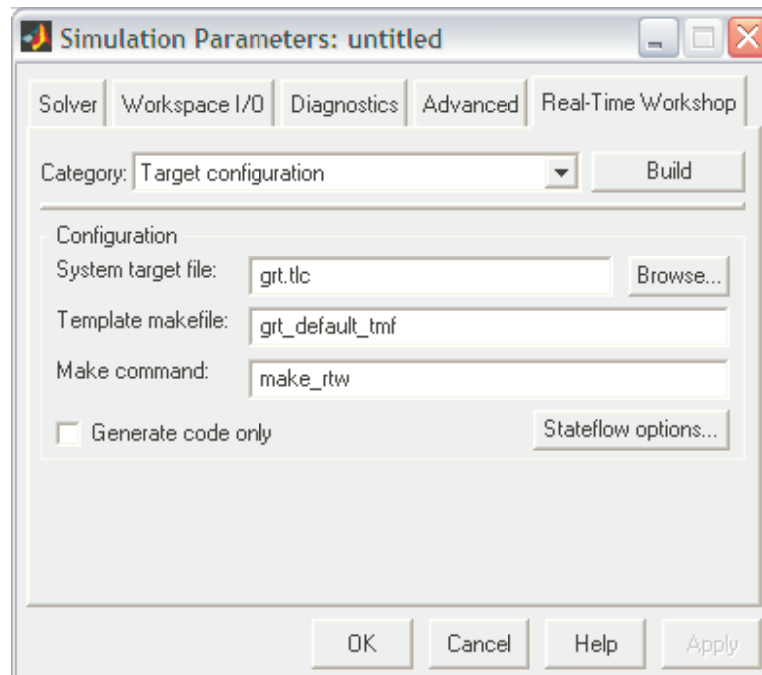 Simulation Parameters: untitled
Solver Workspace I/O Diagnostics Advanced Real-Time Workshop
Category: Target configuration Build
Configuration
System target file: grt.tlc Browse...
Template makefile: grt_default_tmf
Make command: make_rtw
Generate code only Stateflow options...
OK Cancel Help Apply